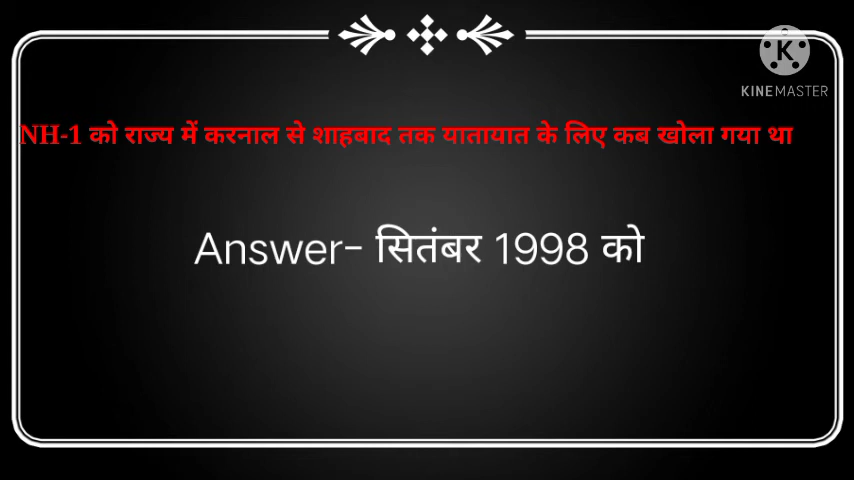 KINEMASTER
NH-1 को राज्य में करनाल से शाहबाद तक यातायात के लिए कब खोला गया था
Answer- सितंबर 1998 को